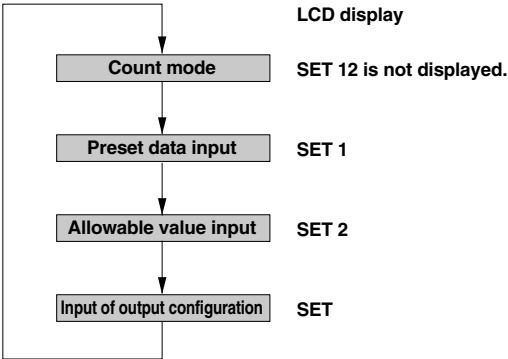 LCD display
Count mode SET 12 is not displayed.
Preset data input SET 1
Allowable value input SET 2
Input of output configuration SET